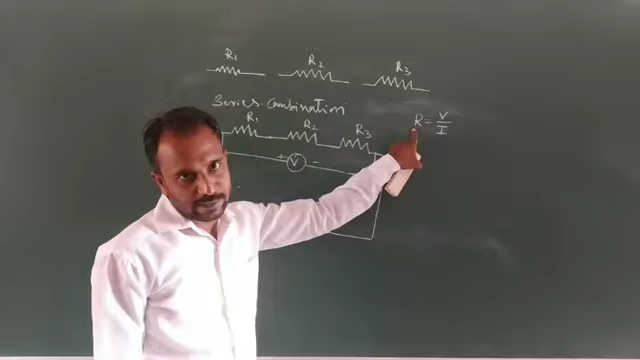 R1 R2 R3
Series Combination
R1 R2 R3
R = V/I
+ V -